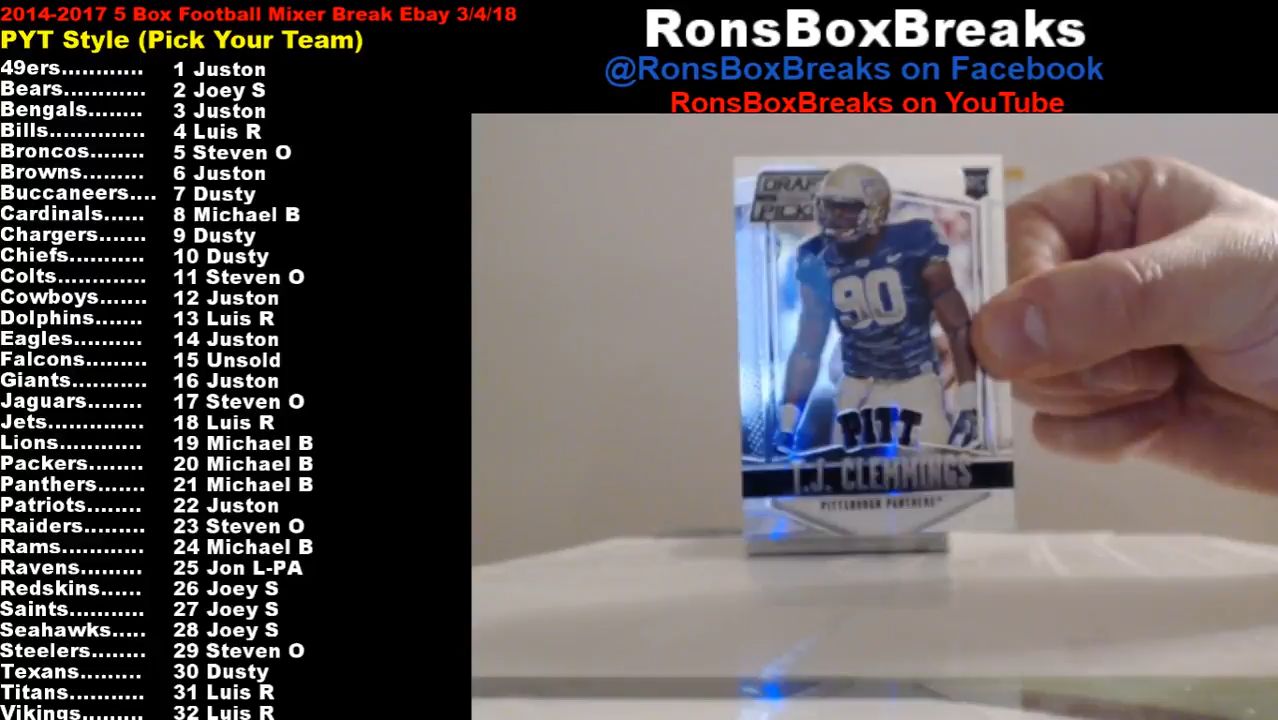 2014-2017 5 Box Football Mixer Break Ebay 3/4/18
PYT Style (Pick Your Team)
49ers............ 1 Juston
Bears............ 2 Joey S
Bengals........ 3 Juston
Bills.............. 4 Luis R
Broncos........ 5 Steven O
Browns......... 6 Juston
Buccaneers.... 7 Dusty
Cardinals...... 8 Michael B
Chargers....... 9 Dusty
Chiefs........... 10 Dusty
Colts............. 11 Steven O
Cowboys....... 12 Juston
Dolphins....... 13 Luis R
Eagles........... 14 Juston
Falcons......... 15 Unsold
Giants........... 16 Juston
Jaguars........ 17 Steven O
Jets.............. 18 Luis R
Lions............ 19 Michael B
Packers........ 20 Michael B
Panthers....... 21 Michael B
Patriots........ 22 Juston
Raiders......... 23 Steven O
Rams............ 24 Michael B
Ravens......... 25 Jon L-PA
Redskins...... 26 Joey S
Saints........... 27 Joey S
Seahawks..... 28 Joey S
Steelers........ 29 Steven O
Texans......... 30 Dusty
Titans........... 31 Luis R
Vikings......... 32 Luis R
RonsBoxBreaks
@RonsBoxBreaks on Facebook
RonsBoxBreaks on YouTube
DRAFT
PICKS
RC
90
PITT
T.J. CLEMMINGS
PITTSBURGH PANTHERS